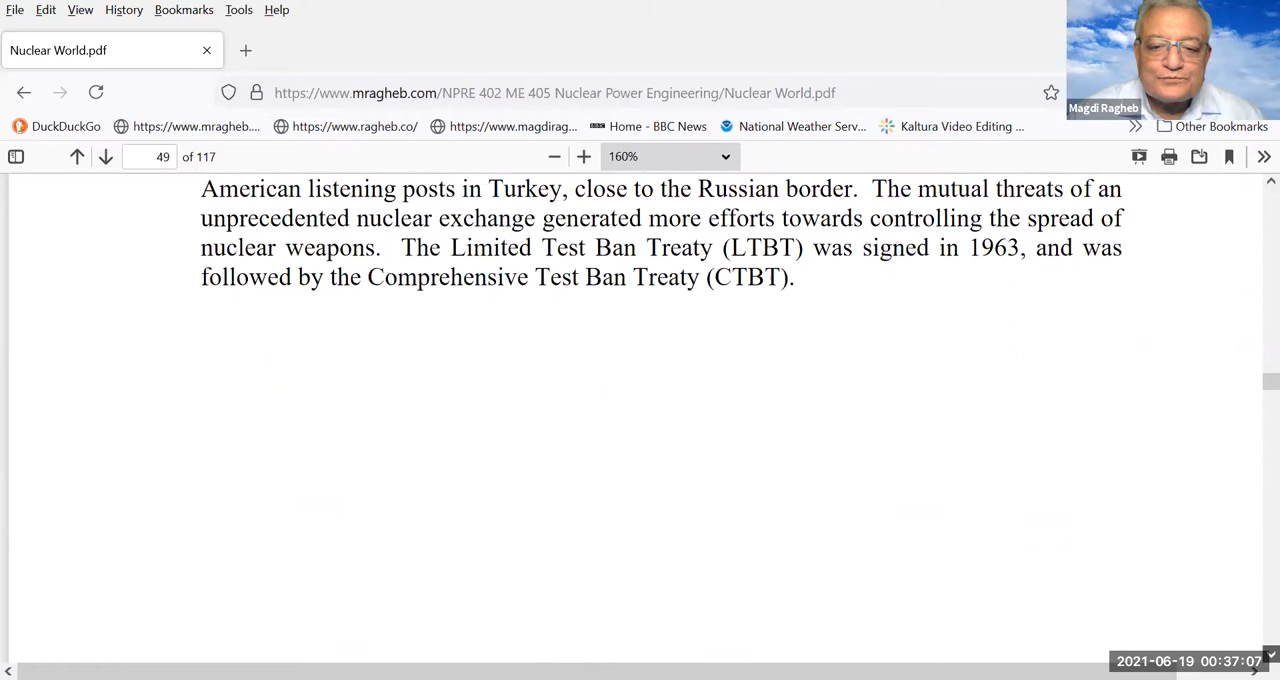 File Edit View History Bookmarks Tools Help
Nuclear World.pdf
https://www.mragheb.com/NPRE 402 ME 405 Nuclear Power Engineering/Nuclear World.pdf
Magdi Ragheb
DuckDuckGo https://www.mragheb.... https://www.ragheb.co/ https://www.magdirag... BBC Home - BBC News National Weather Serv... Kaltura Video Editing ... Other Bookmarks
49 of 117 160%
American listening posts in Turkey, close to the Russian border. The mutual threats of an
unprecedented nuclear exchange generated more efforts towards controlling the spread of
nuclear weapons. The Limited Test Ban Treaty (LTBT) was signed in 1963, and was
followed by the Comprehensive Test Ban Treaty (CTBT).
2021-06-19 00:37:07